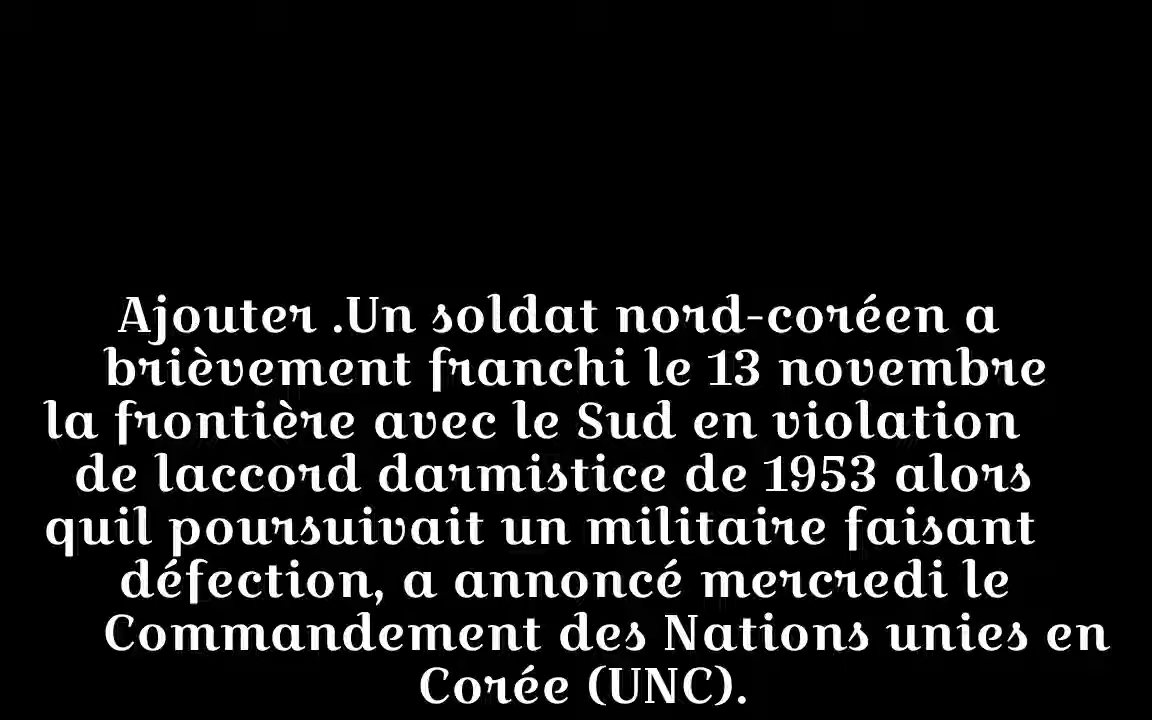 Ajouter .Un soldat nord-coréen a
brièvement franchi le 13 novembre
la frontière avec le Sud en violation
de laccord darmistice de 1953 alors
quil poursuivait un militaire faisant
défection, a annoncé mercredi le
Commandement des Nations unies en
Corée (UNC).